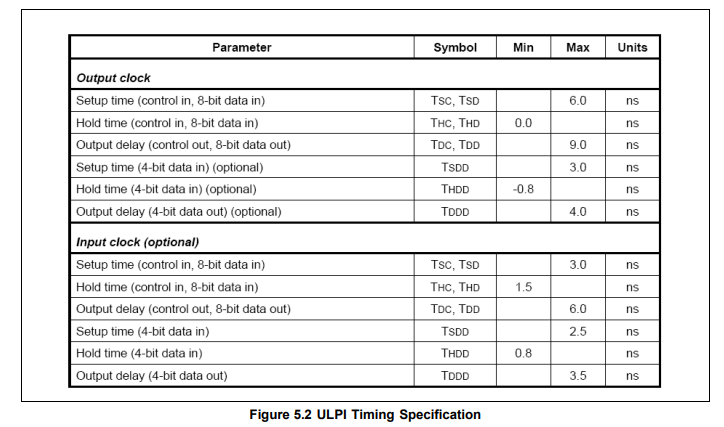 Parameter Symbol Min Max Units
Output clock
Setup time (control in, 8-bit data in) TSC, TSD 6.0 ns
Hold time (control in, 8-bit data in) THC, THD 0.0 ns
Output delay (control out, 8-bit data out) TDC, TDD 9.0 ns
Setup time (4-bit data in) (optional) TSDD 3.0 ns
Hold time (4-bit data in) (optional) THDD -0.8 ns
Output delay (4-bit data out) (optional) TDDD 4.0 ns
Input clock (optional)
Setup time (control in, 8-bit data in) TSC, TSD 3.0 ns
Hold time (control in, 8-bit data in) THC, THD 1.5 ns
Output delay (control out, 8-bit data out) TDC, TDD 6.0 ns
Setup time (4-bit data in) TSDD 2.5 ns
Hold time (4-bit data in) THDD 0.8 ns
Output delay (4-bit data out) TDDD 3.5 ns
Figure 5.2 ULPI Timing Specification